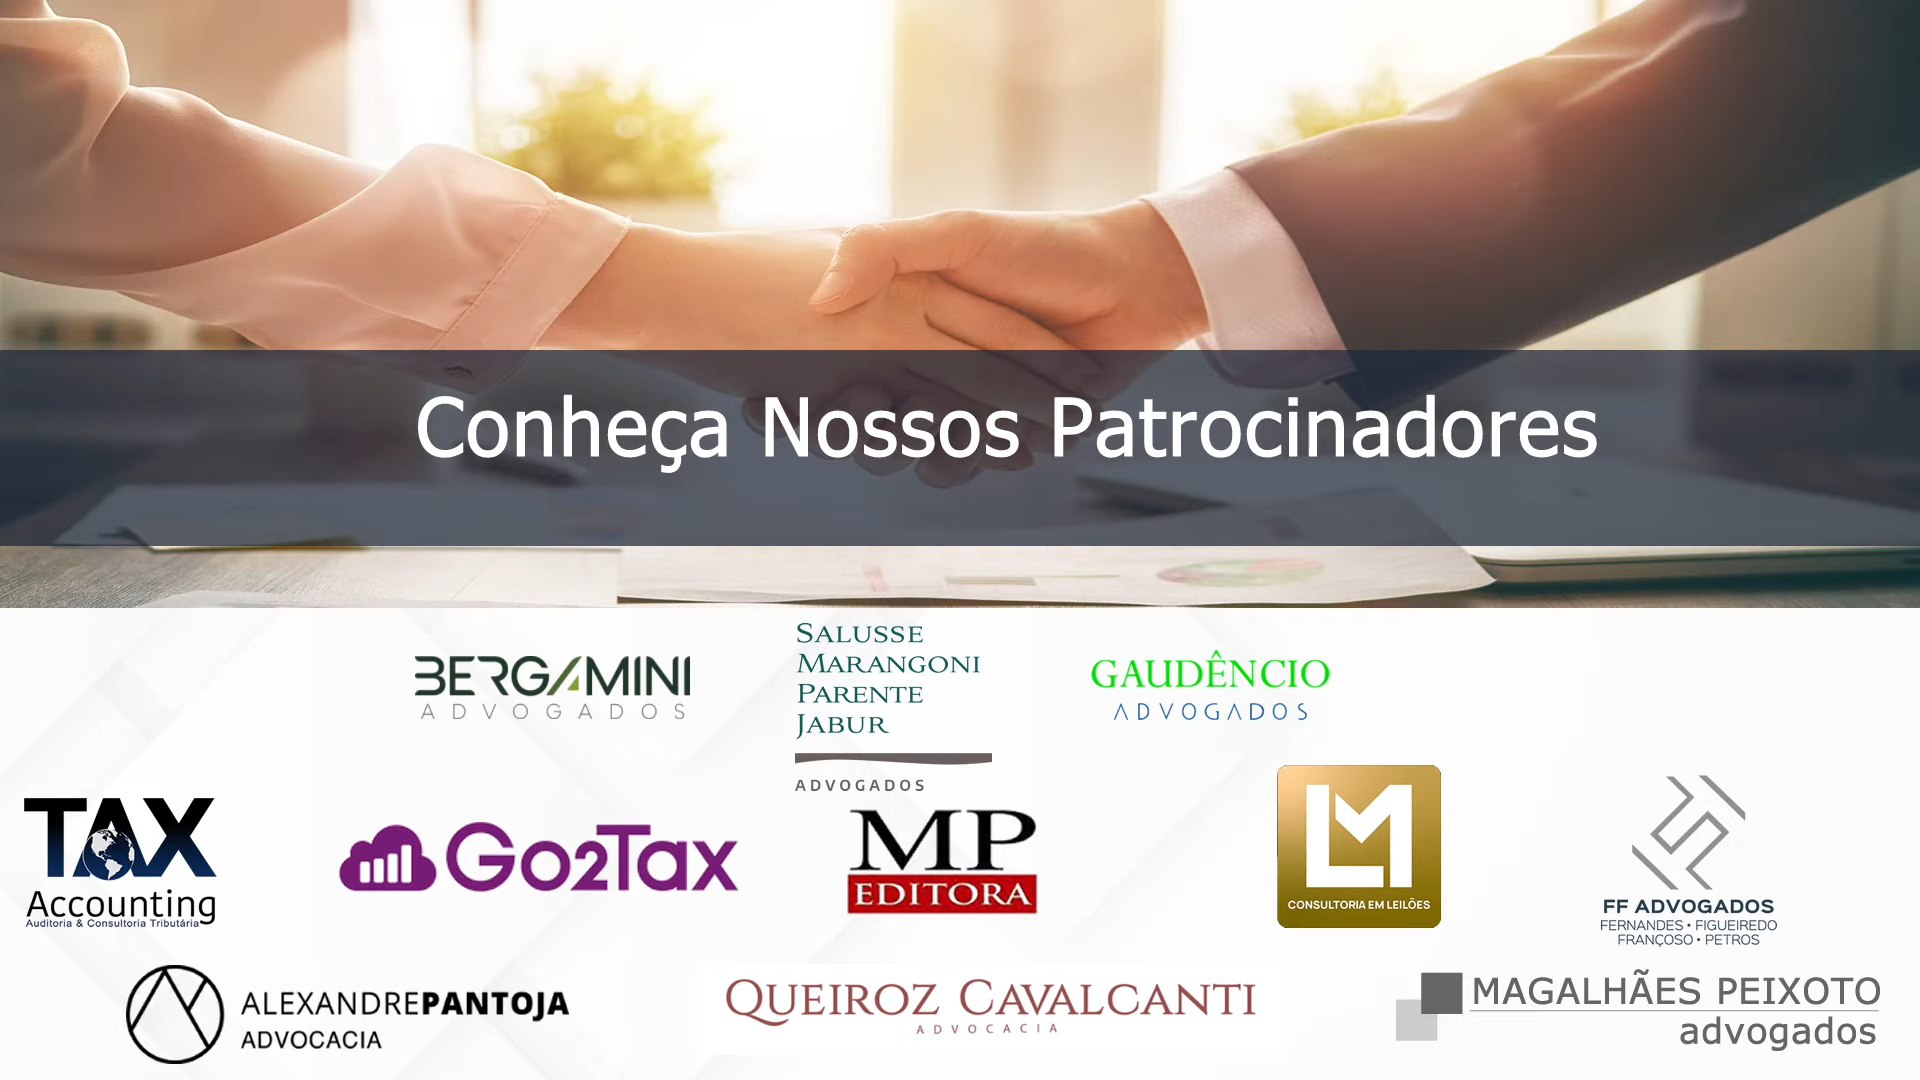 Conheça Nossos Patrocinadores
BERGAMINI
ADVOGADOS
SALUSSE
MARANGONI
PARENTE
JABUR
ADVOGADOS
GAUDÊNCIO
ADVOGADOS
TAX
Accounting
Auditoria & Consultoria Tributária
Go2Tax
MP
EDITORA
LM
CONSULTORIA EM LEILÕES
FF ADVOGADOS
FERNANDES • FIGUEIREDO
FRANÇOSO • PETROS
ALEXANDREPANTOJA
ADVOCACIA
QUEIROZ CAVALCANTI
ADVOCACIA
MAGALHÃES PEIXOTO
advogados